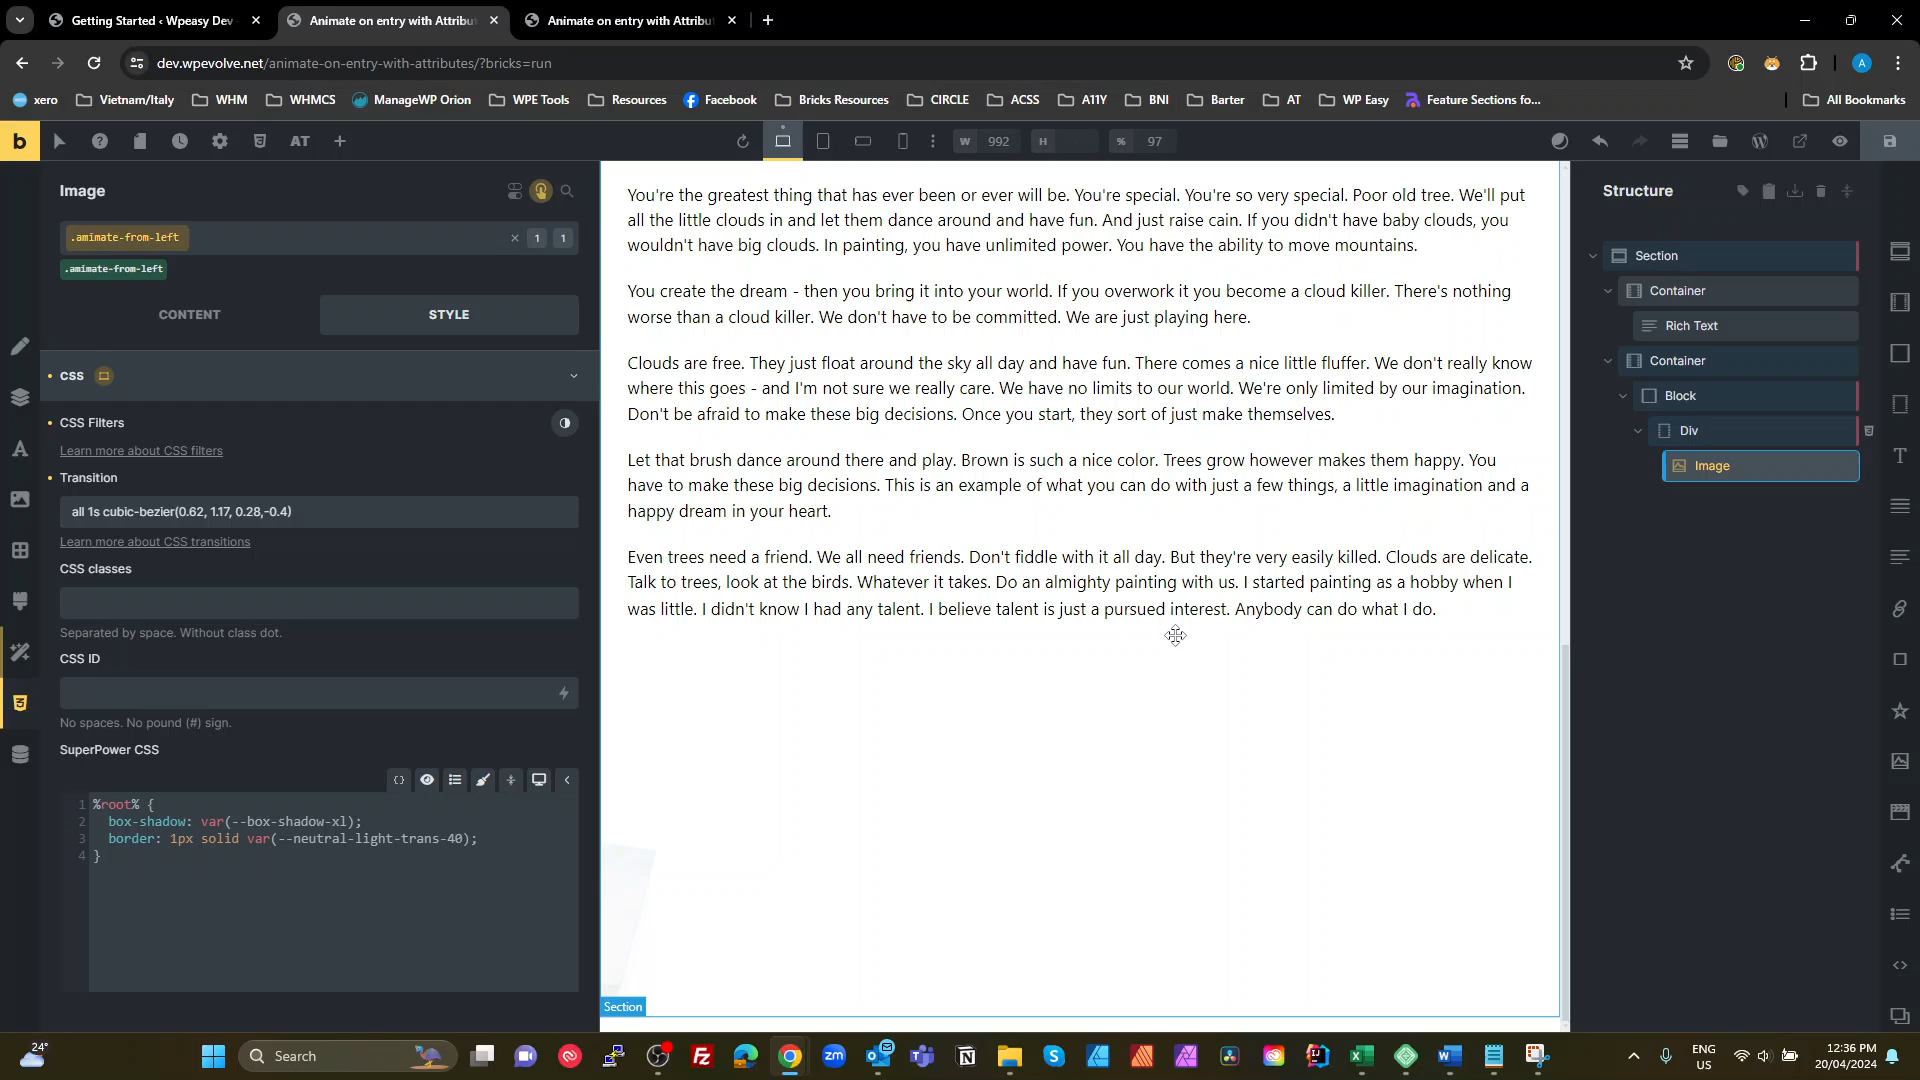 Getting Started ‹ Wpeasy Dev
Animate on entry with Attribu
Animate on entry with Attribu
dev.wpevolve.net/animate-on-entry-with-attributes/?bricks=run
A
xero
Vietnam/Italy
WHM
WHMCS
ManageWP Orion
WPE Tools
Resources
Facebook
Bricks Resources
CIRCLE
ACSS
A11Y
BNI
Barter
AT
WP Easy
Feature Sections fo...
All Bookmarks
b
AT
W 992
H
% 97
Image
.amimate-from-left
1
1
.amimate-from-left
CONTENT
STYLE
CSS
CSS Filters
Learn more about CSS filters
Transition
all 1s cubic-bezier(0.62, 1.17, 0.28,-0.4)
Learn more about CSS transitions
CSS classes
Separated by space. Without class dot.
CSS ID
No spaces. No pound (#) sign.
SuperPower CSS
1 %root% {
2 box-shadow: var(--box-shadow-xl);
3 border: 1px solid var(--neutral-light-trans-40);
4 }
You're the greatest thing that has ever been or ever will be. You're special. You're so very special. Poor old tree. We'll put
all the little clouds in and let them dance around and have fun. And just raise cain. If you didn't have baby clouds, you
wouldn't have big clouds. In painting, you have unlimited power. You have the ability to move mountains.
You create the dream - then you bring it into your world. If you overwork it you become a cloud killer. There's nothing
worse than a cloud killer. We don't have to be committed. We are just playing here.
Clouds are free. They just float around the sky all day and have fun. There comes a nice little fluffer. We don't really know
where this goes - and I'm not sure we really care. We have no limits to our world. We're only limited by our imagination.
Don't be afraid to make these big decisions. Once you start, they sort of just make themselves.
Let that brush dance around there and play. Brown is such a nice color. Trees grow however makes them happy. You
have to make these big decisions. This is an example of what you can do with just a few things, a little imagination and a
happy dream in your heart.
Even trees need a friend. We all need friends. Don't fiddle with it all day. But they're very easily killed. Clouds are delicate.
Talk to trees, look at the birds. Whatever it takes. Do an almighty painting with us. I started painting as a hobby when I
was little. I didn't know I had any talent. I believe talent is just a pursued interest. Anybody can do what I do.
Section
Structure
Section
Container
Rich Text
Container
Block
Div
Image
24°
Search
ENG
US
12:36 PM
20/04/2024